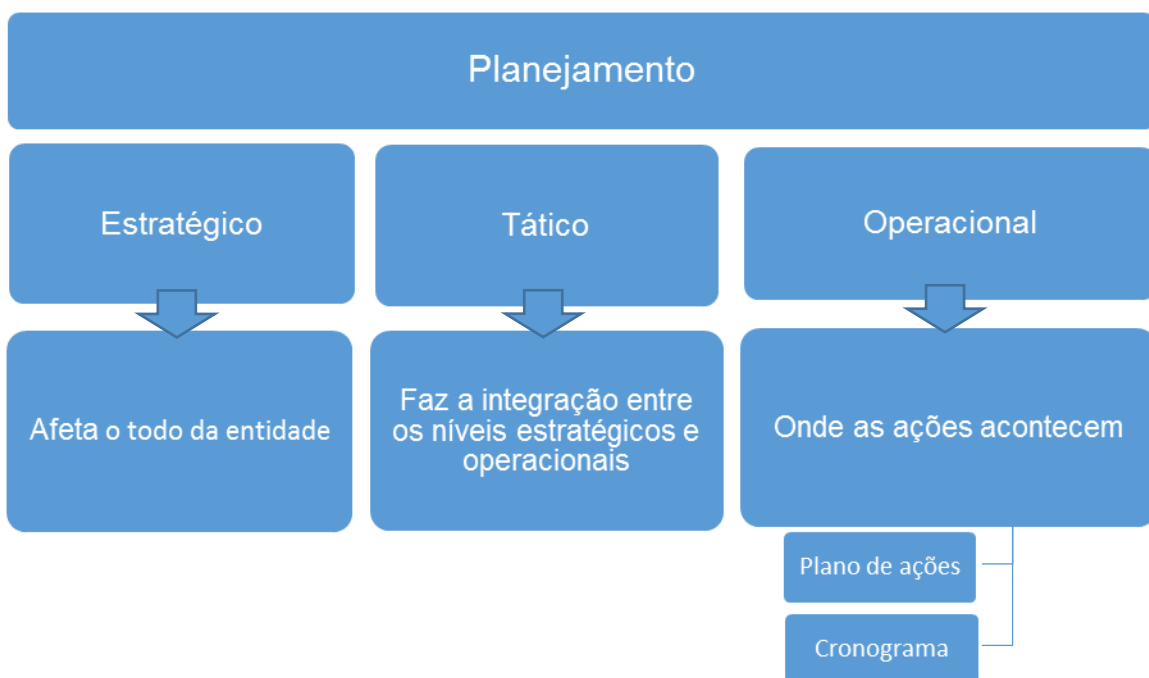 Planejamento
Estratégico
Tático
Operacional
Afeta o todo da entidade
Faz a integração entre
os níveis estratégicos e
operacionais
Onde as ações acontecem
Plano de ações
Cronograma